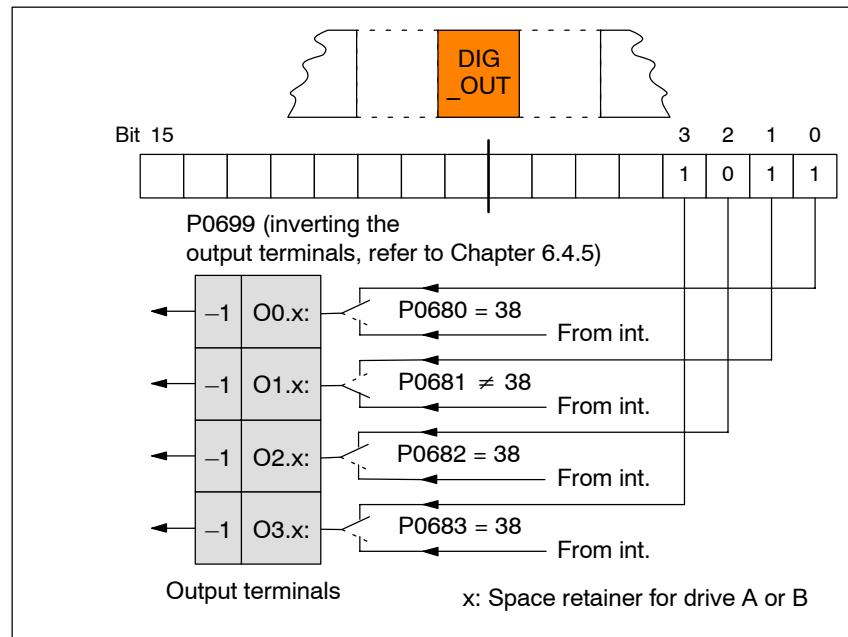 DIG
_OUT
Bit 15 3 2 1 0
1 0 1 1
P0699 (inverting the
output terminals, refer to Chapter 6.4.5)
−1 O0.x: P0680 = 38
From int.
−1 O1.x: P0681 ≠ 38
From int.
−1 O2.x: P0682 = 38
From int.
−1 O3.x: P0683 = 38
From int.
Output terminals
x: Space retainer for drive A or B